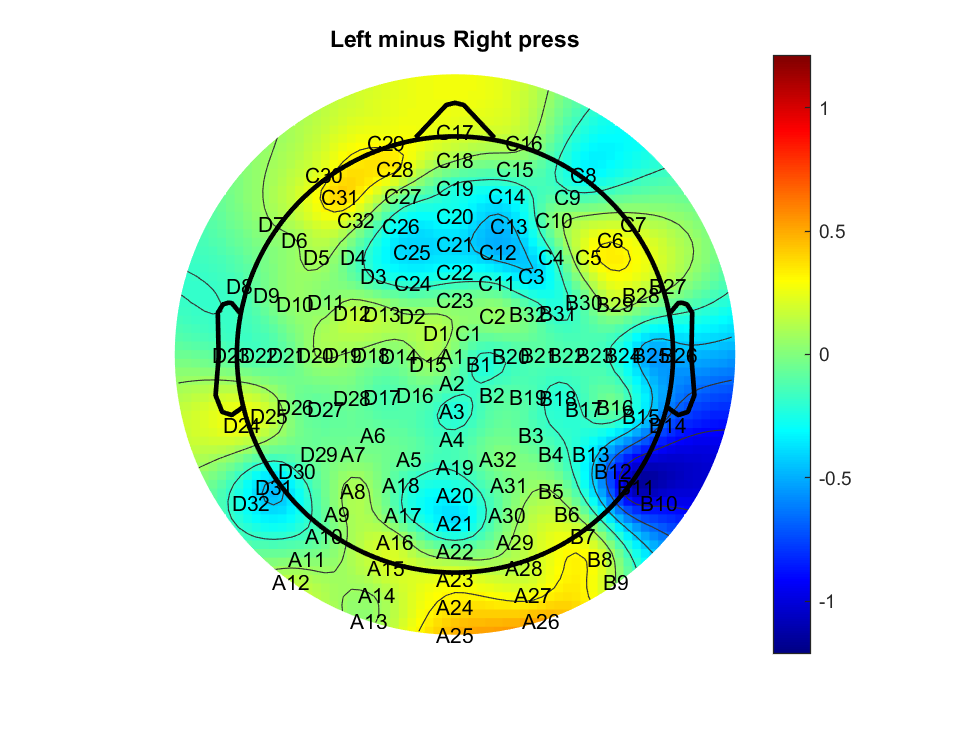 Left minus Right press
C17
C29 C16
C18
C30 C28 C15 C8
C31 C27 C19 C14 C9
D7 C32 C26 C20 C13 C10 C7
D6 C25 C21 C12 C6
D5 D4 C4 C5
D3 C24 C22 C11 C3
D8 D9 B28 B27
D10 D11 C23 B30 B29
D12 D13 D2 C2 B32 B31
D1 C1
D23 D22 D21 D20 D19 D18 D14 A1 B20 B21 B22 B23 B24 B25 B26
D15 B1
A2
D28 D17 D16 B2 B19 B18
D26 D27 A3 B17 B16
D24 D25 B15 B14
A6 A4 B3
D29 A7 A5 A32 B4 B13
D30 A19 B12
D31 A8 A18 A20 A31 B5 B11
D32 B10
A9 A17 A21 A30 B6
A10 A16 A22 A29 B7
A11 A15 A28 B8
A12 A23 B9
A14 A24 A27
A13 A25 A26
1
0.5
0
-0.5
-1